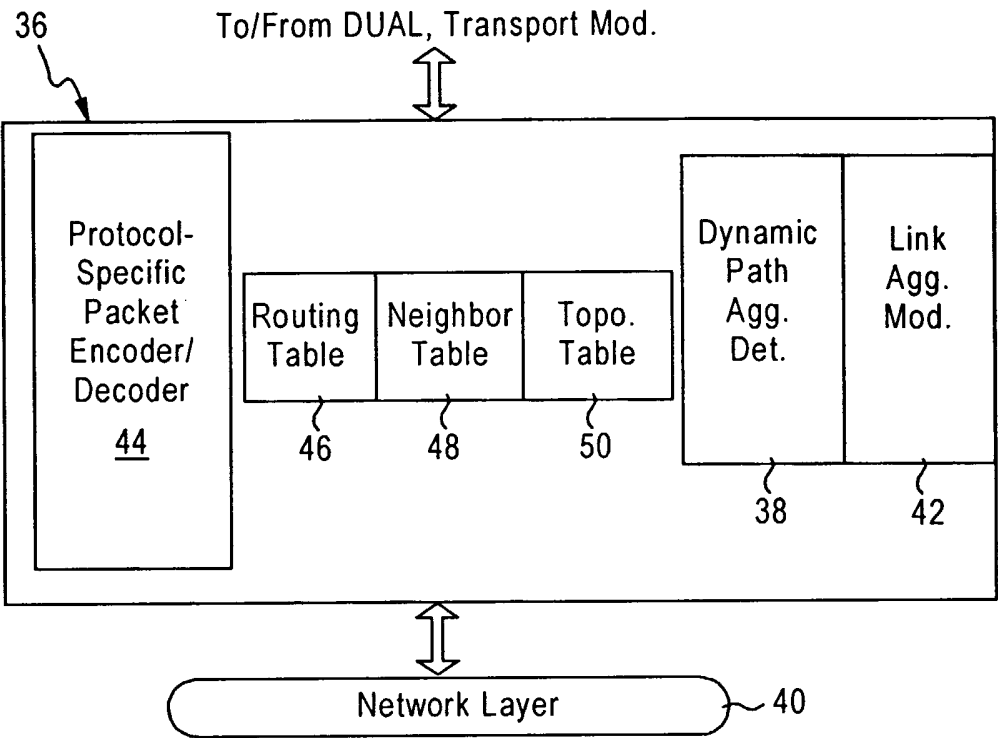 36
To/From DUAL, Transport Mod.
Protocol-
Specific
Packet
Encoder/
Decoder
44
Routing
Table
46
Neighbor
Table
48
Topo.
Table
50
Dynamic
Path
Agg.
Det.
38
Link
Agg.
Mod.
42
Network Layer
40